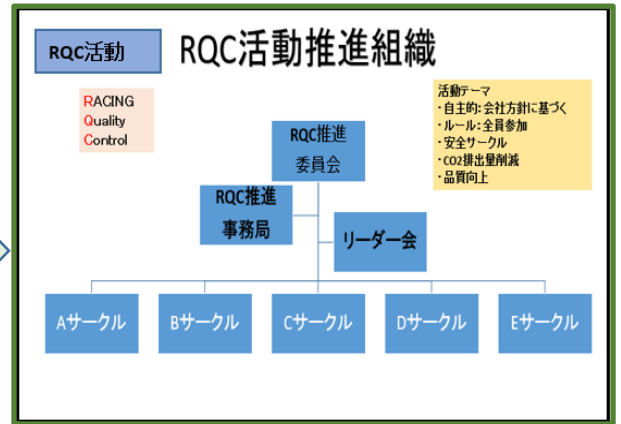 RQC活動
RQC活動推進組織
RACING
Quality
Control
活動テーマ
・自主的:会社方針に基づく
・ルール:全員参加
・安全サークル
・CO2排出量削減
・品質向上
RQC推進
委員会
RQC推進
事務局
リーダー会
Aサークル
Bサークル
Cサークル
Dサークル
Eサークル